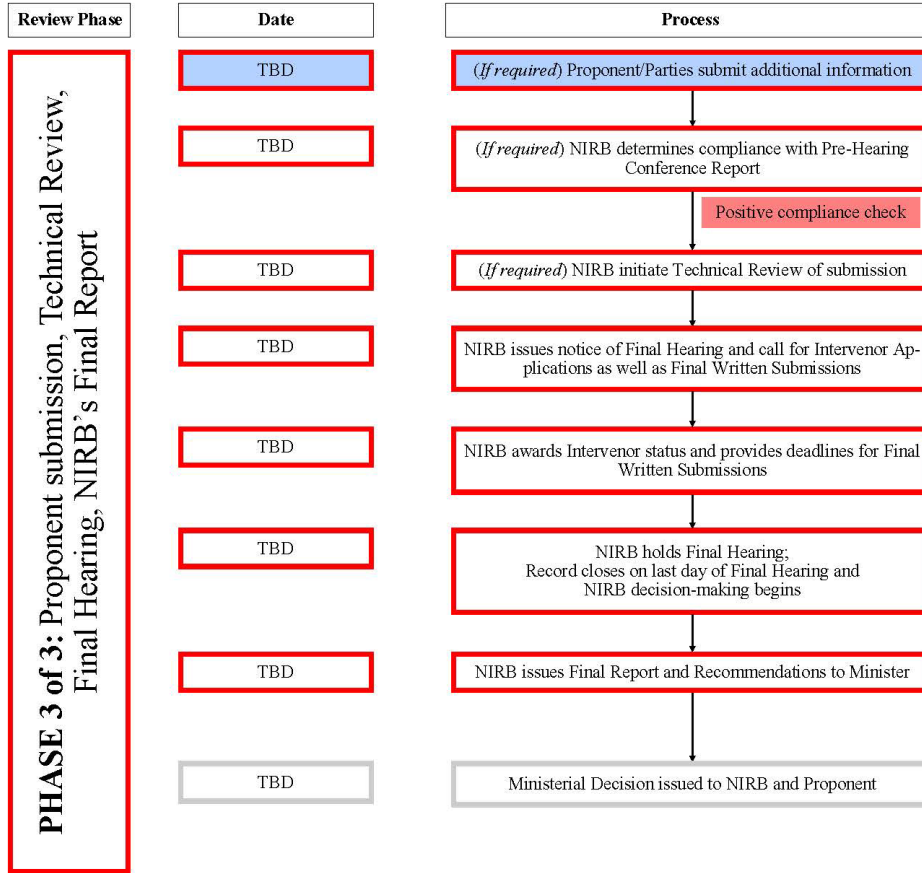 Review Phase
Date
Process
PHASE 3 of 3: Proponent submission, Technical Review,
Final Hearing, NIRB's Final Report
TBD
(If required) Proponent/Parties submit additional information
TBD
(If required) NIRB determines compliance with Pre-Hearing
Conference Report
Positive compliance check
TBD
(If required) NIRB initiate Technical Review of submission
TBD
NIRB issues notice of Final Hearing and call for Intervenor Ap-
plications as well as Final Written Submissions
TBD
NIRB awards Intervenor status and provides deadlines for Final
Written Submissions
TBD
NIRB holds Final Hearing;
Record closes on last day of Final Hearing and
NIRB decision-making begins
TBD
NIRB issues Final Report and Recommendations to Minister
TBD
Ministerial Decision issued to NIRB and Proponent